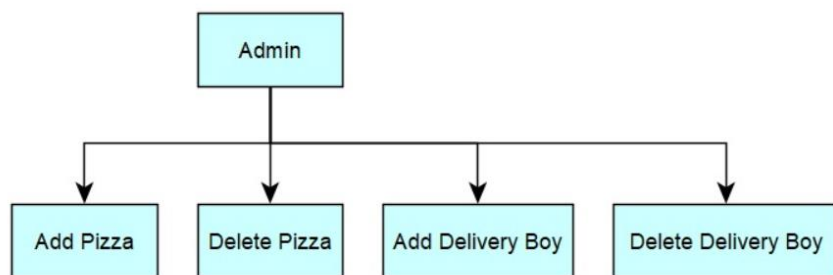 Admin
Add Pizza
Delete Pizza
Add Delivery Boy
Delete Delivery Boy